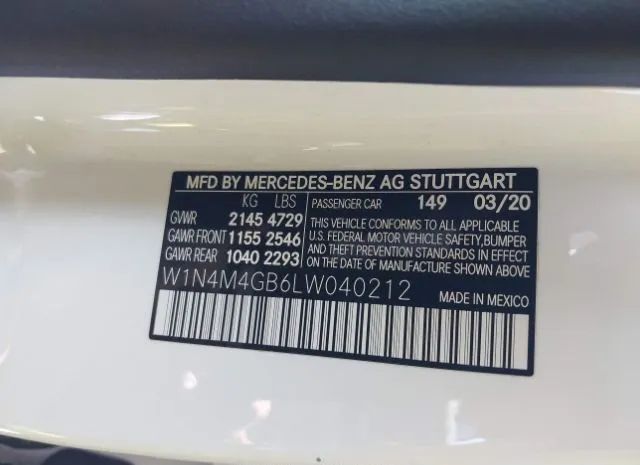 MFD BY MERCEDES-BENZ AG STUTTGART
KG LBS PASSENGER CAR 149 03/20
GVWR 2145 4729
GAWR FRONT 1155 2546
GAWR REAR 1040 2293
THIS VEHICLE CONFORMS TO ALL APPLICABLE
U.S. FEDERAL MOTOR VEHICLE SAFETY, BUMPER
AND THEFT PREVENTION STANDARDS IN EFFECT
ON THE DATE OF MANUFACTURE SHOWN ABOVE.
W1N4M4GB6LW040212
MADE IN MEXICO